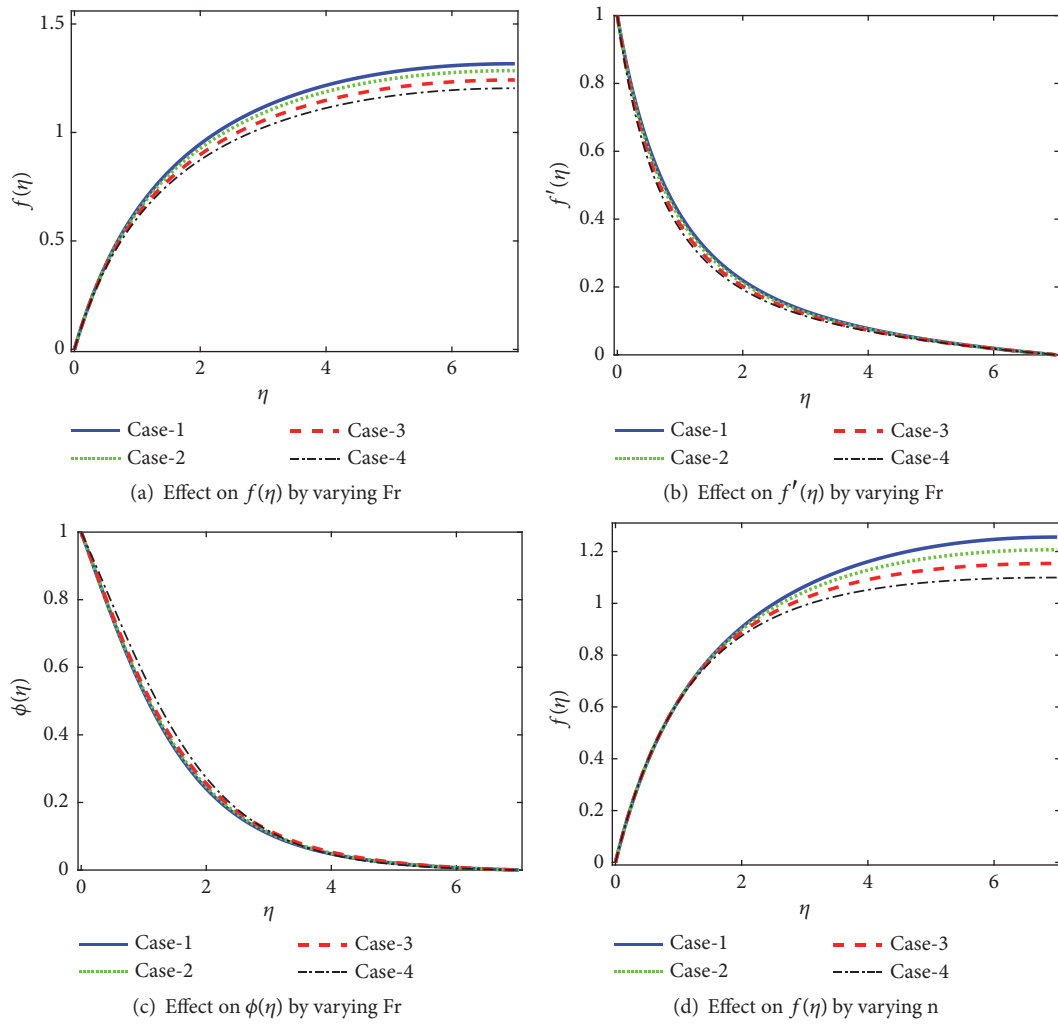 1.5
1
0.5
0
f(η)
0 2 4 6
η
Case-1 Case-3
Case-2 Case-4
(a) Effect on f(η) by varying Fr
1
0.8
0.6
0.4
0.2
0
f′(η)
0 2 4 6
η
Case-1 Case-3
Case-2 Case-4
(b) Effect on f′(η) by varying Fr
1
0.8
0.6
0.4
0.2
0
ϕ(η)
0 2 4 6
η
Case-1 Case-3
Case-2 Case-4
(c) Effect on ϕ(η) by varying Fr
1.2
1
0.8
0.6
0.4
0.2
0
f(η)
0 2 4 6
η
Case-1 Case-3
Case-2 Case-4
(d) Effect on f(η) by varying n